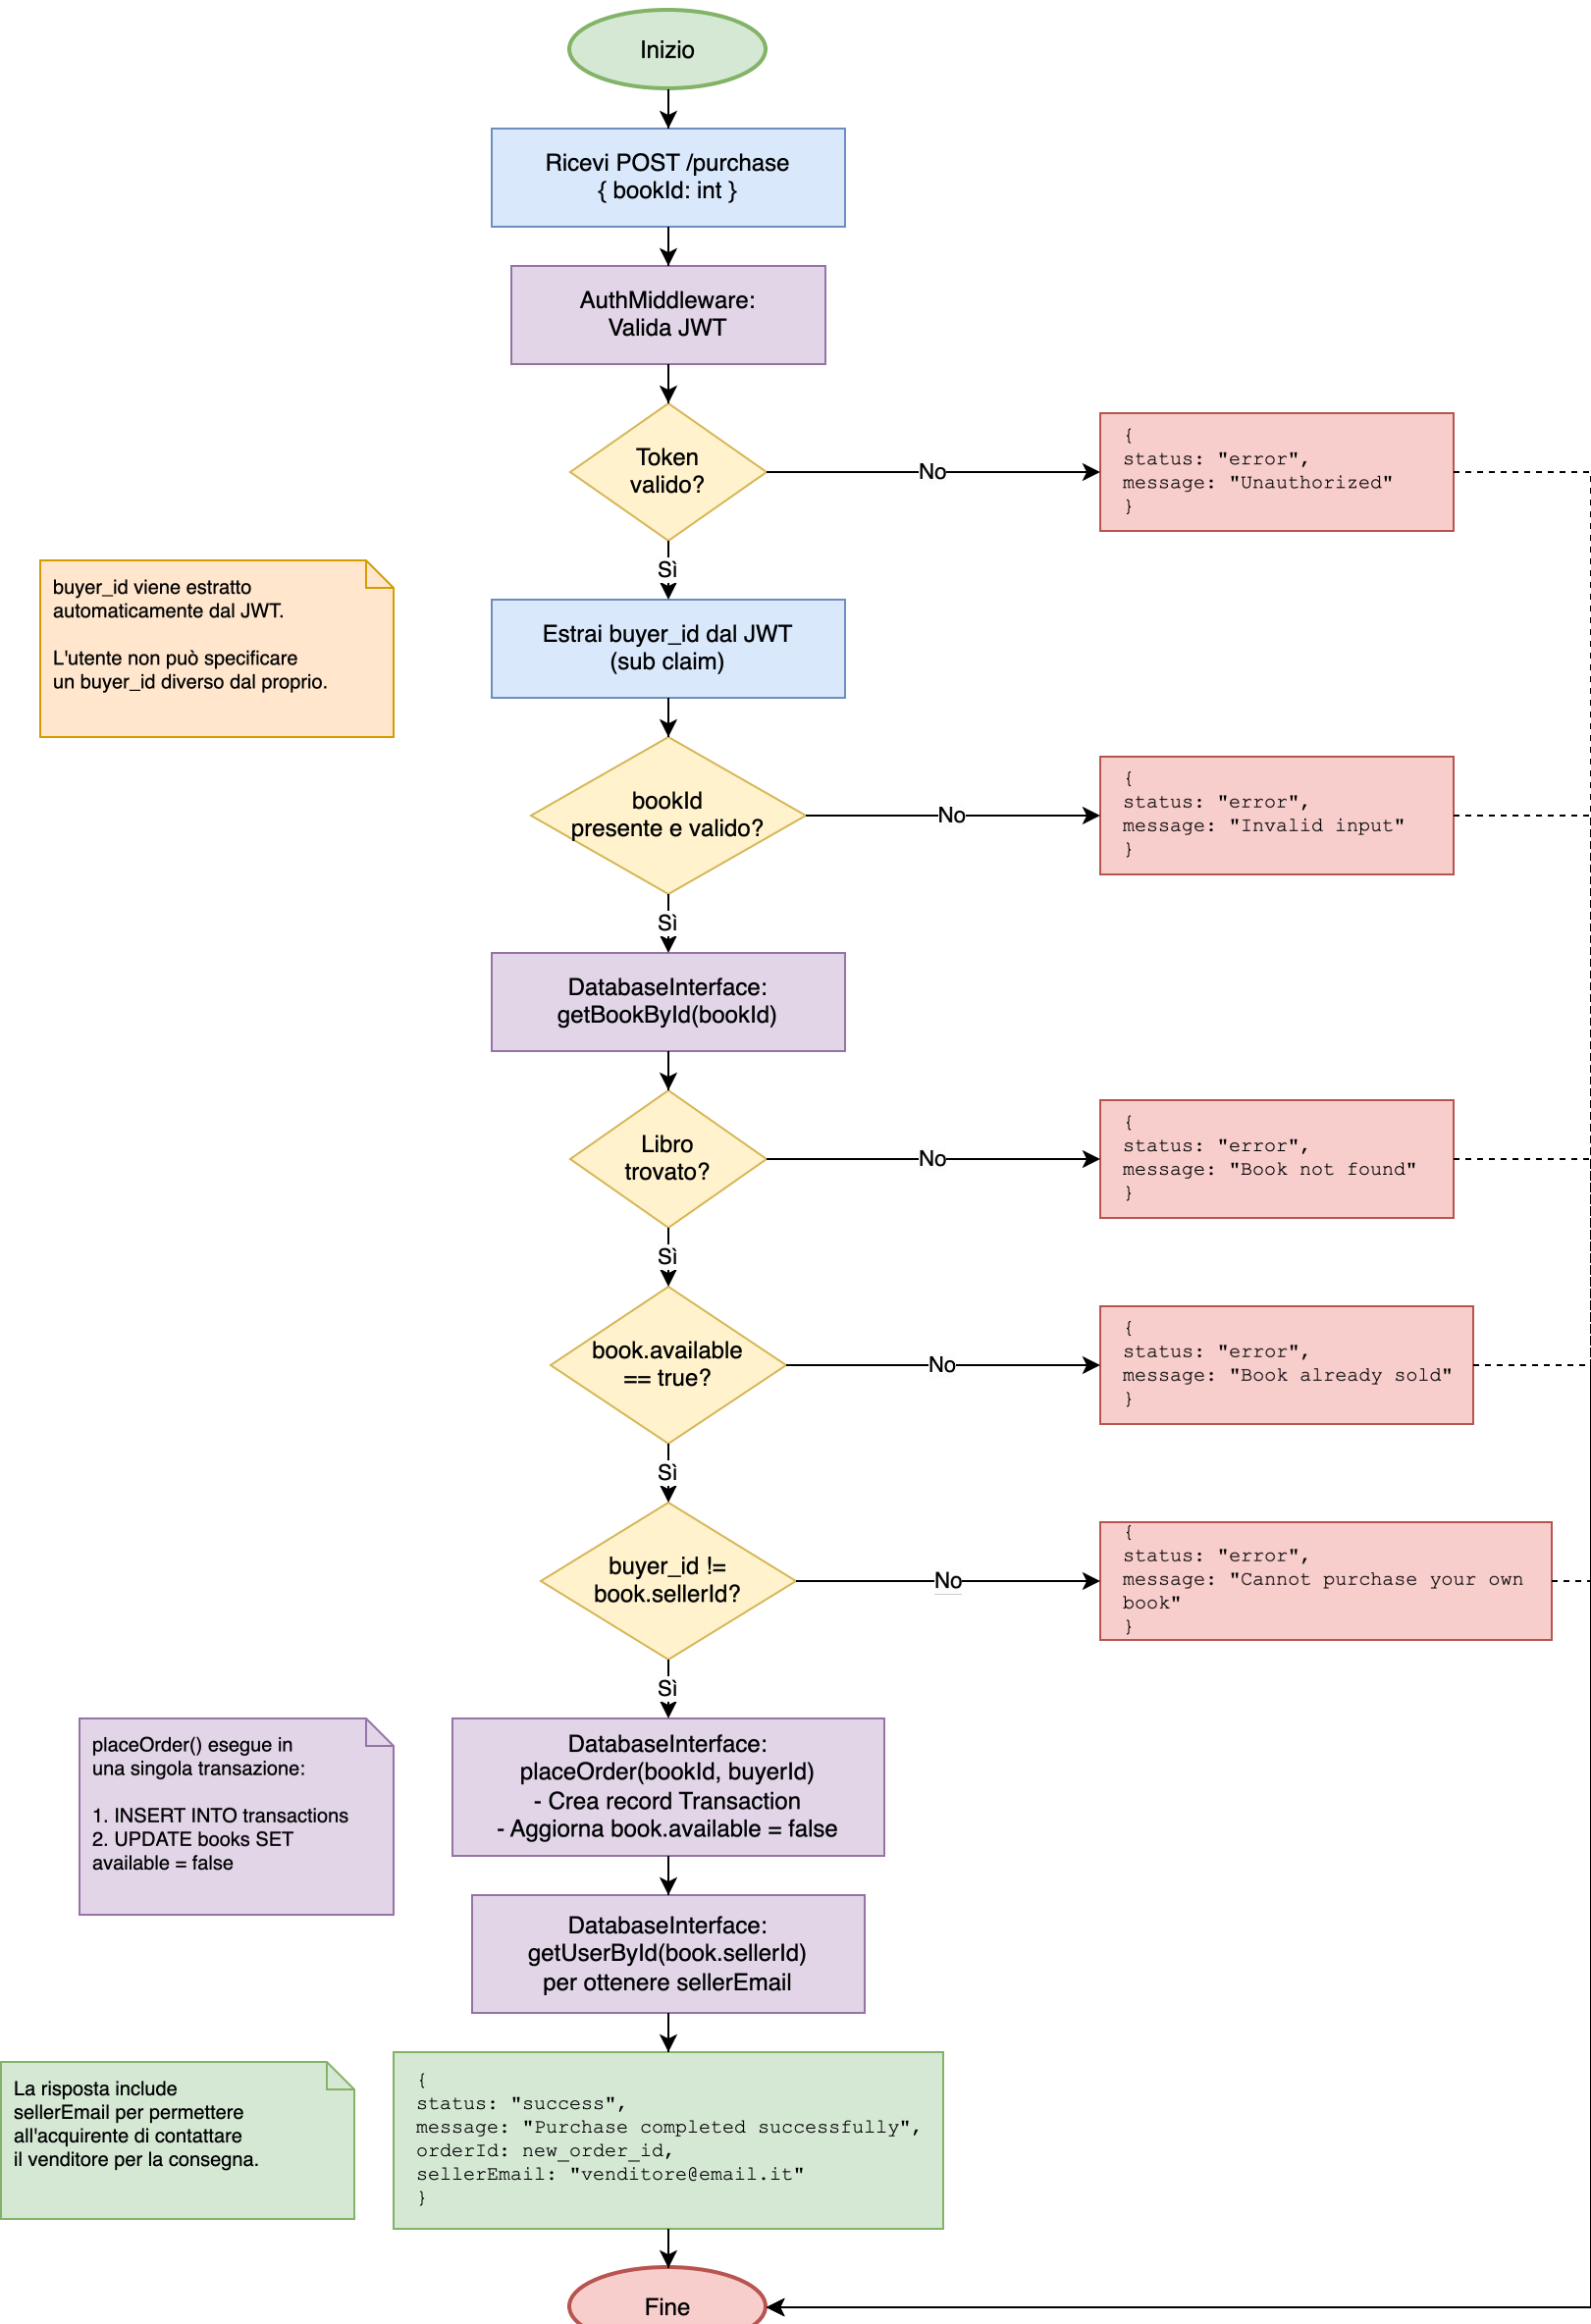 Inizio
Ricevi POST /purchase
{ bookId: int }
AuthMiddleware:
Valida JWT
Token
valido?
No
{
status: "error",
message: "Unauthorized"
}
Sì
buyer_id viene estratto
automaticamente dal JWT.
L'utente non può specificare
un buyer_id diverso dal proprio.
Estrai buyer_id dal JWT
(sub claim)
bookId
presente e valido?
No
{
status: "error",
message: "Invalid input"
}
Sì
DatabaseInterface:
getBookById(bookId)
Libro
trovato?
No
{
status: "error",
message: "Book not found"
}
Sì
book.available
== true?
No
{
status: "error",
message: "Book already sold"
}
Sì
buyer_id !=
book.sellerId?
No
{
status: "error",
message: "Cannot purchase your own
book"
}
Sì
placeOrder() esegue in
una singola transazione:
1. INSERT INTO transactions
2. UPDATE books SET
available = false
DatabaseInterface:
placeOrder(bookId, buyerId)
- Crea record Transaction
- Aggiorna book.available = false
DatabaseInterface:
getUserById(book.sellerId)
per ottenere sellerEmail
La risposta include
sellerEmail per permettere
all'acquirente di contattare
il venditore per la consegna.
{
status: "success",
message: "Purchase completed successfully",
orderId: new_order_id,
sellerEmail: "venditore@email.it"
}
Fine